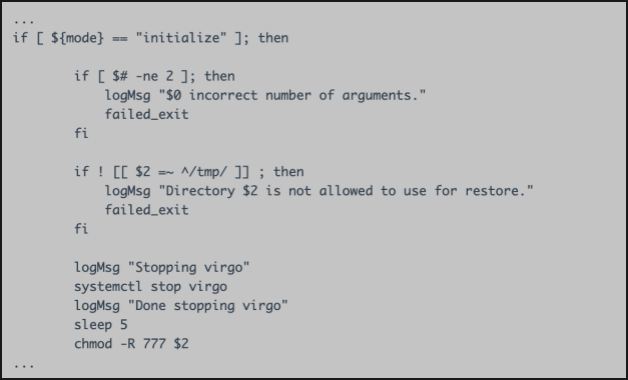 ...
if [ ${mode} == "initialize" ]; then
if [ $# -ne 2 ]; then
logMsg "$0 incorrect number of arguments."
failed_exit
fi
if ! [[ $2 =~ ^/tmp/ ]] ; then
logMsg "Directory $2 is not allowed to use for restore."
failed_exit
fi
logMsg "Stopping virgo"
systemctl stop virgo
logMsg "Done stopping virgo"
sleep 5
chmod -R 777 $2
...